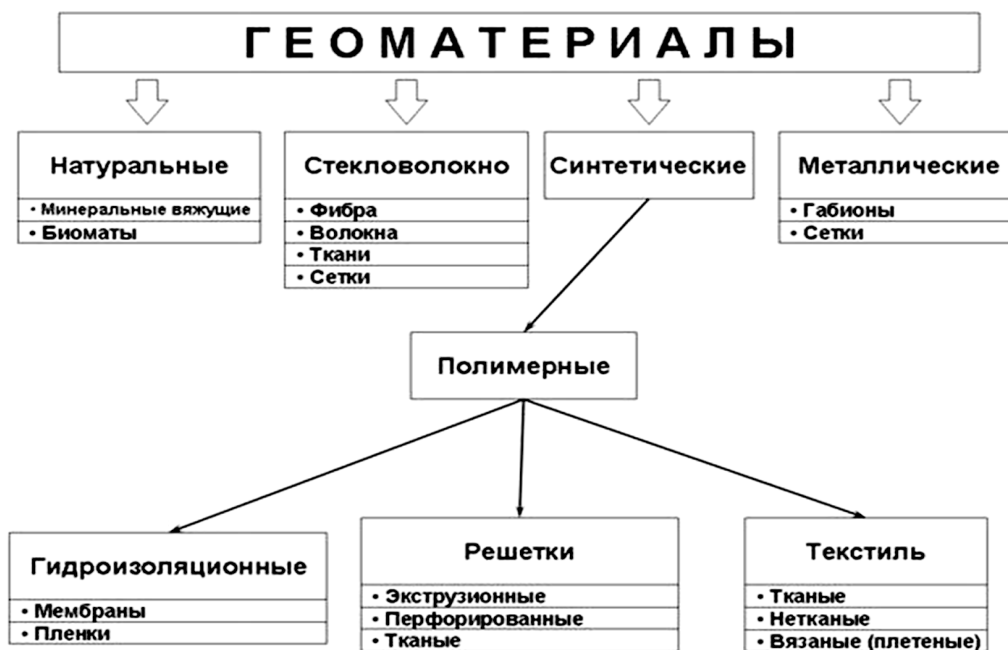 ГЕОМАТЕРИАЛЫ
Натуральные
• Минеральные вяжущие
• Биоматы
Стекловолокно
• Фибра
• Волокна
• Ткани
• Сетки
Синтетические
Металлические
• Габионы
• Сетки
Полимерные
Гидроизоляционные
• Мембраны
• Пленки
Решетки
• Экструзионные
• Перфорированные
• Тканые
Текстиль
• Тканые
• Нетканые
• Вязаные (плетеные)